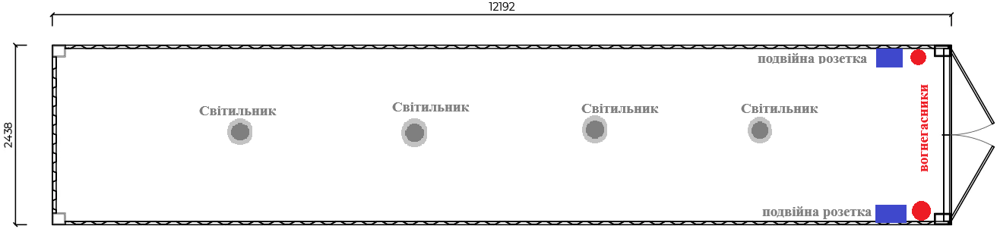 12192
подвійна розетка
вогнегасники
Світильник
Світильник
Світильник
Світильник
2438
подвійна розетка